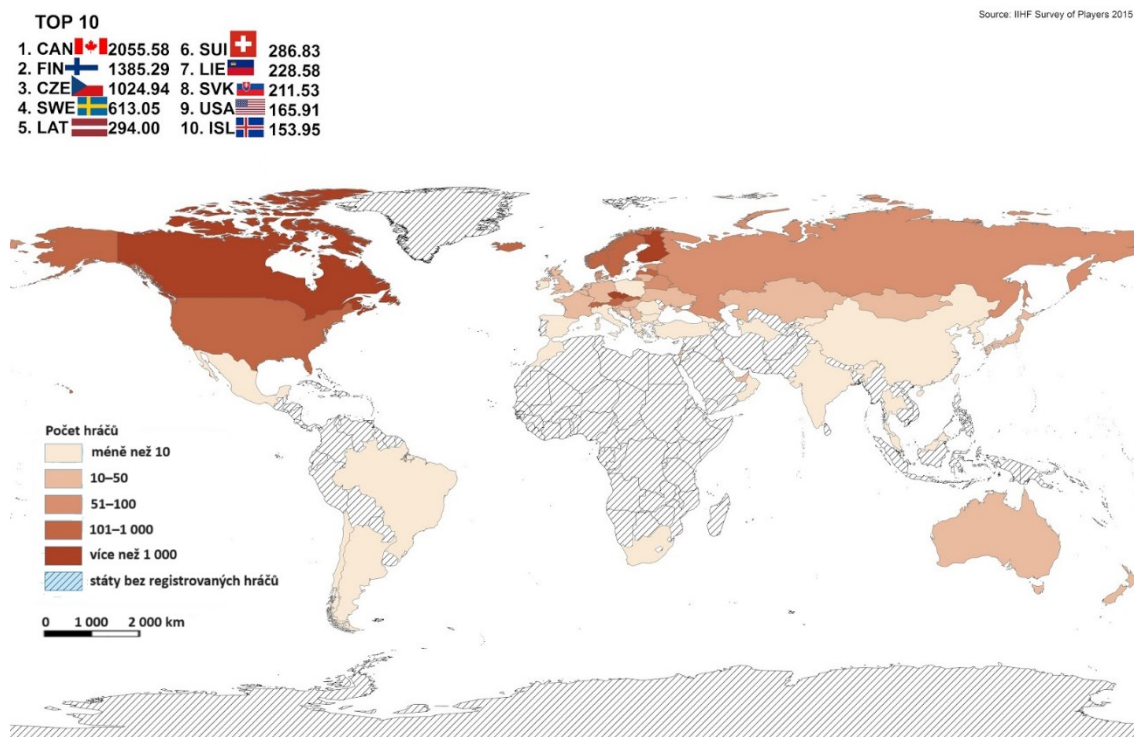 Source: IIHF Survey of Players 2015
TOP 10
1. CAN 2055.58
2. FIN 1385.29
3. CZE 1024.94
4. SWE 613.05
5. LAT 294.00
6. SUI 286.83
7. LIE 228.58
8. SVK 211.53
9. USA 165.91
10. ISL 153.95
Počet hráčů
méně než 10
10–50
51–100
101–1 000
více než 1 000
státy bez registrovaných hráčů
0 1 000 2 000 km